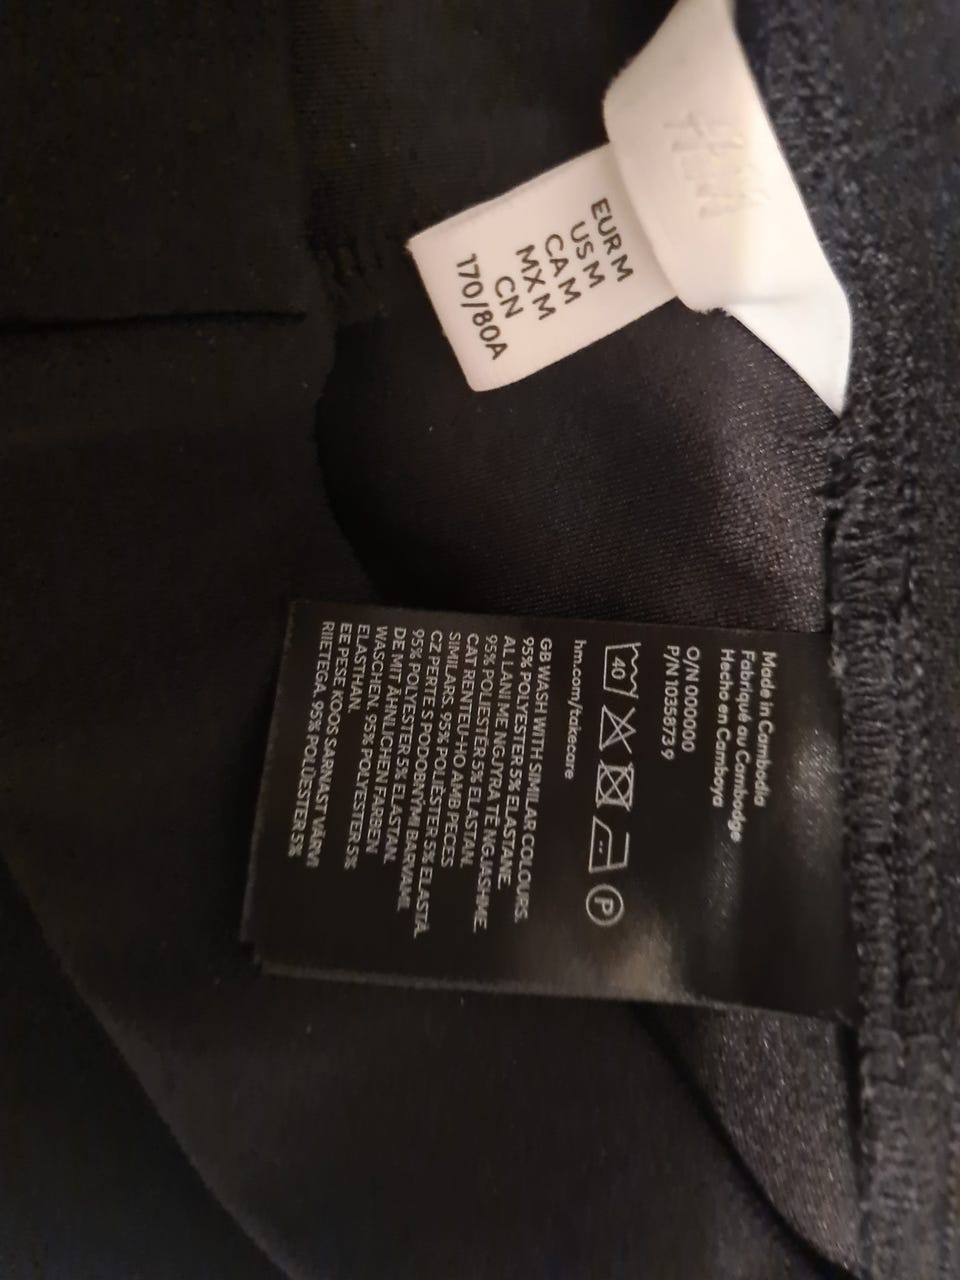 H&M
EUR M
US M
CA M
MX M
CN
170/80A
Made in Cambodia
Fabriqué au Cambodge
Hecho en Camboya
O/N 000000
P/N 1035873 9
40
P
hm.com/takecare
GB WASH WITH SIMILAR COLOURS.
95% POLYESTER 5% ELASTANE.
AL LANI ME NGJYRA TË NGJASHME.
95% POLIESTER 5% ELASTAN.
CAT RENTEU-HO AMB PECES
SIMILARS. 95% POLIÈSTER 5% ELASTÀ.
CZ PERTE S PODOBNÝMI BARVAMI.
95% POLYESTER 5% ELASTAN.
DE MIT ÄHNLICHEN FARBEN
WASCHEN. 95% POLYESTER 5%
ELASTHAN.
EE PESE KOOS SARNAST VÄRVI
RIIETEGA. 95% POLÜESTER 5%